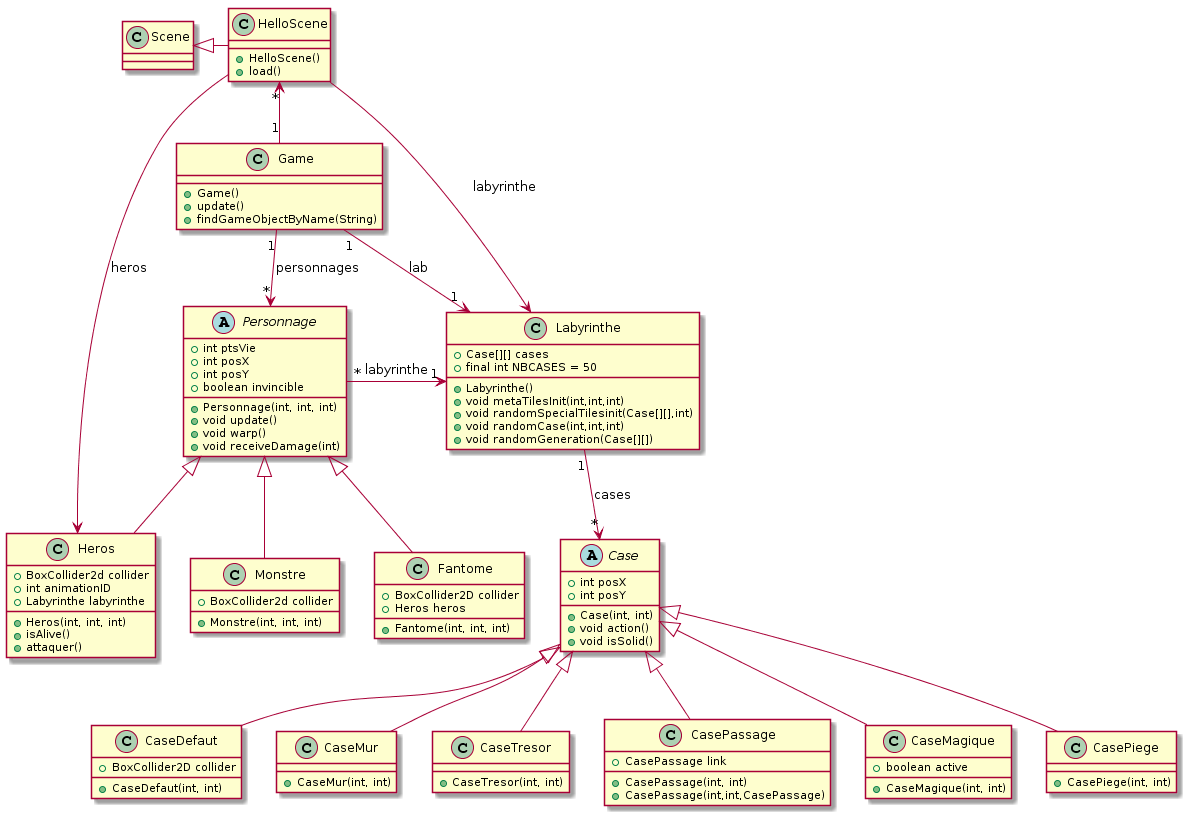 C Scene
C HelloScene
HelloScene()
load()
*
1
C Game
Game()
update()
findGameObjectByName(String)
labyrinthe
heros
1
personnages
*
1
lab
1
A Personnage
int ptsVie
int posX
int posY
boolean invincible
Personnage(int, int, int)
void update()
void warp()
void receiveDamage(int)
* labyrinthe 1
C Labyrinthe
Case[][] cases
final int NBCASES = 50
Labyrinthe()
void metaTilesInit(int,int,int)
void randomSpecialTilesinit(Case[][],int)
void randomCase(int,int,int)
void randomGeneration(Case[][])
1
cases
*
C Heros
BoxCollider2d collider
int animationID
Labyrinthe labyrinthe
Heros(int, int, int)
isAlive()
attaquer()
C Monstre
BoxCollider2d collider
Monstre(int, int, int)
C Fantome
BoxCollider2D collider
Heros heros
Fantome(int, int, int)
A Case
int posX
int posY
Case(int, int)
void action()
void isSolid()
C CaseDefaut
BoxCollider2D collider
CaseDefaut(int, int)
C CaseMur
CaseMur(int, int)
C CaseTresor
CaseTresor(int, int)
C CasePassage
CasePassage link
CasePassage(int, int)
CasePassage(int,int,CasePassage)
C CaseMagique
boolean active
CaseMagique(int, int)
C CasePiege
CasePiege(int, int)